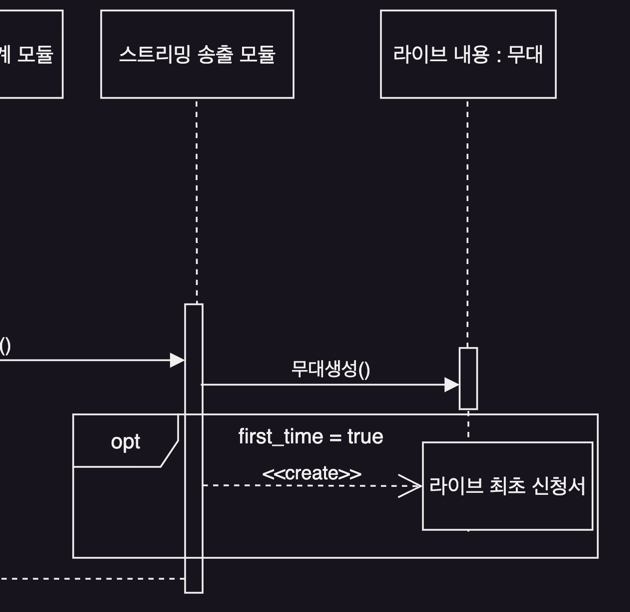 계 모듈
스트리밍 송출 모듈
라이브 내용 : 무대
()
무대생성()
opt
first_time = true
<<create>>
라이브 최초 신청서